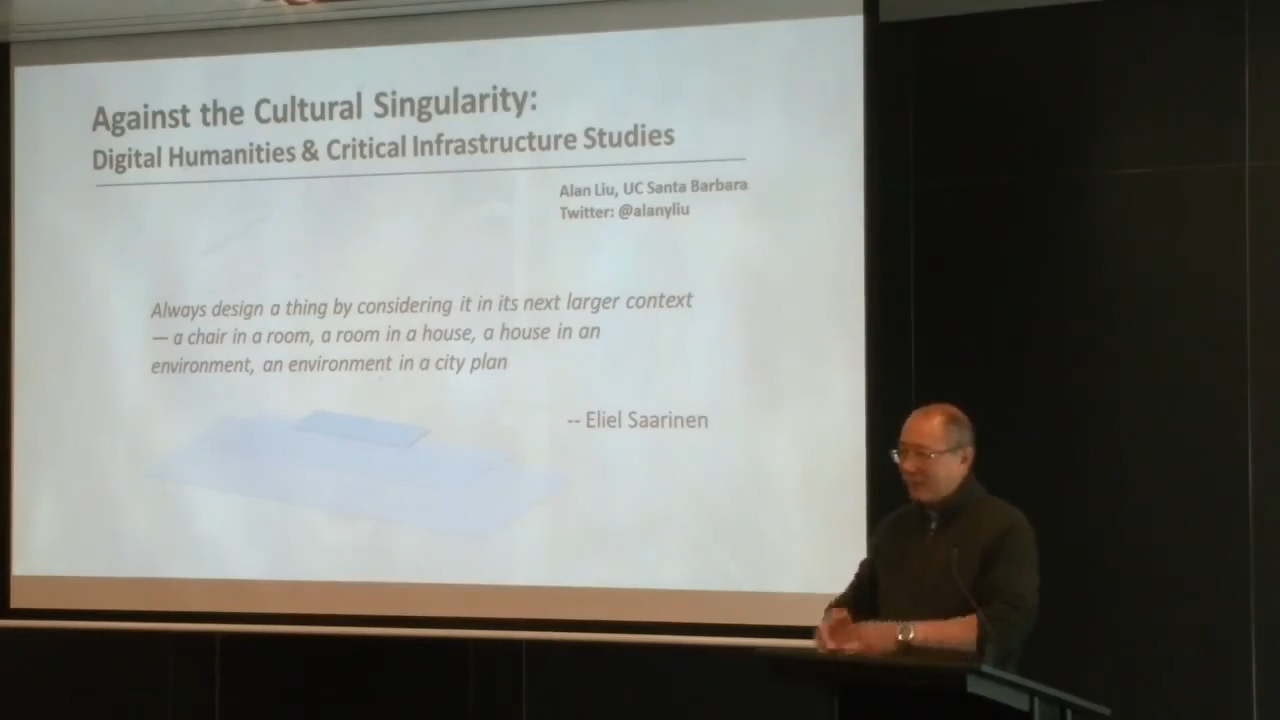 Against the Cultural Singularity:
Digital Humanities & Critical Infrastructure Studies
Alan Liu, UC Santa Barbara
Twitter: @alanyliu
Always design a thing by considering it in its next larger context
— a chair in a room, a room in a house, a house in an
environment, an environment in a city plan
-- Eliel Saarinen